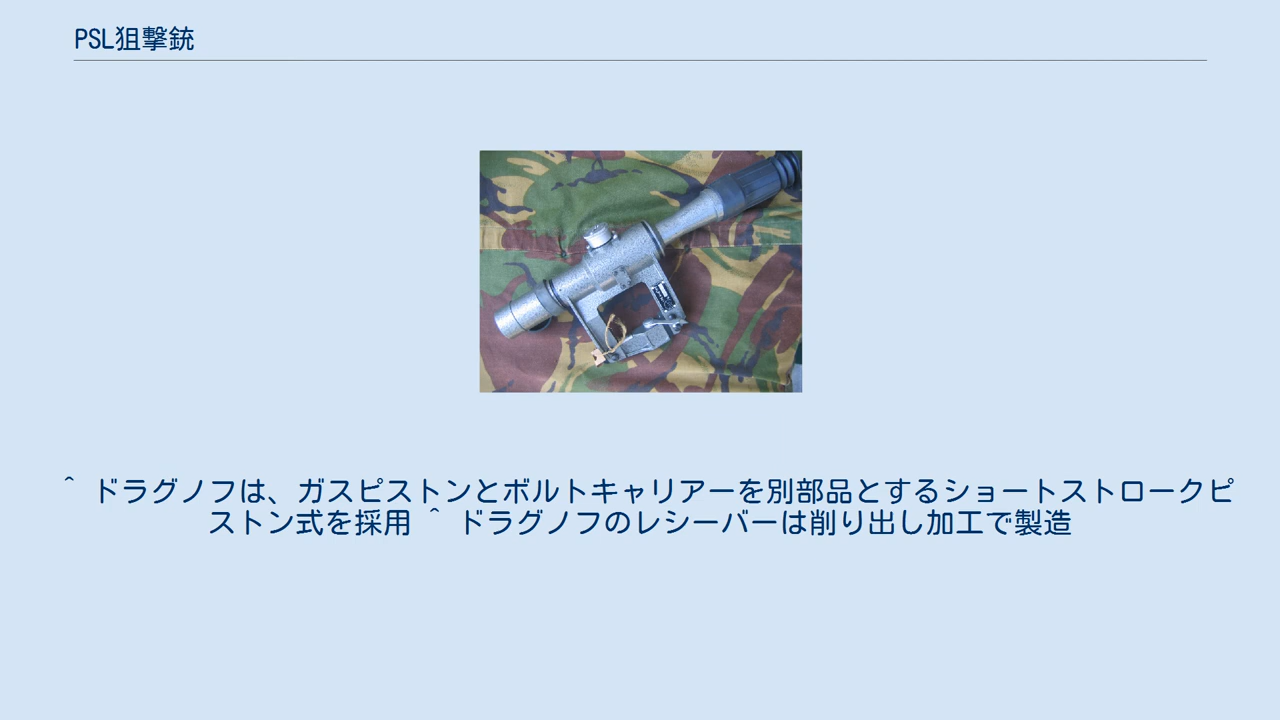 PSL狙撃銃
^ ドラグノフは、ガスピストンとボルトキャリアーを別部品とするショートストロークピ
ストン式を採用 ^ ドラグノフのレシーバーは削り出し加工で製造